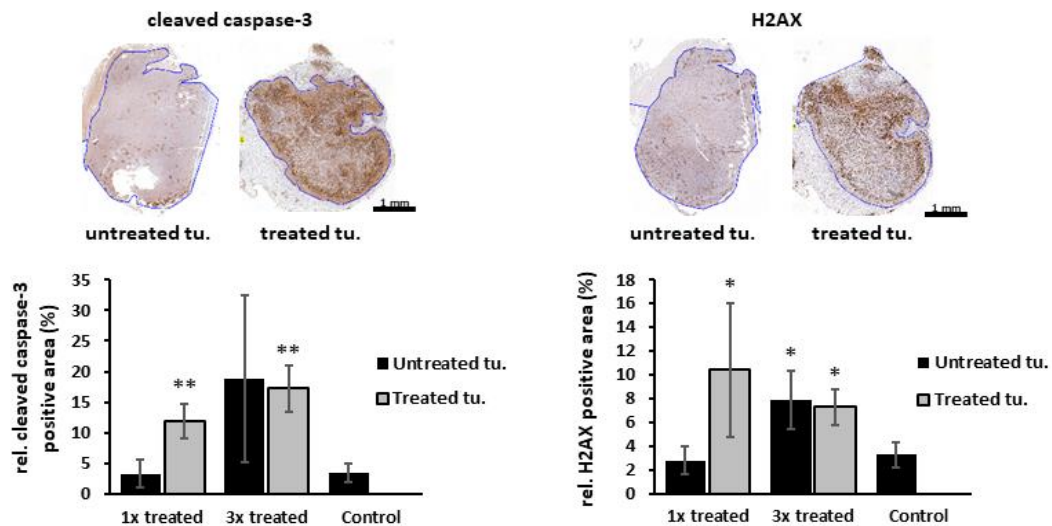 cleaved caspase-3
1 mm
untreated tu. treated tu.
rel. cleaved caspase-3
positive area (%)
35
30
25
20
15
10
5
0
**
**
Untreated tu.
Treated tu.
1x treated 3x treated Control
H2AX
1 mm
untreated tu. treated tu.
rel. H2AX positive area (%)
18
16
14
12
10
8
6
4
2
0
*
*
*
Untreated tu.
Treated tu.
1x treated 3x treated Control